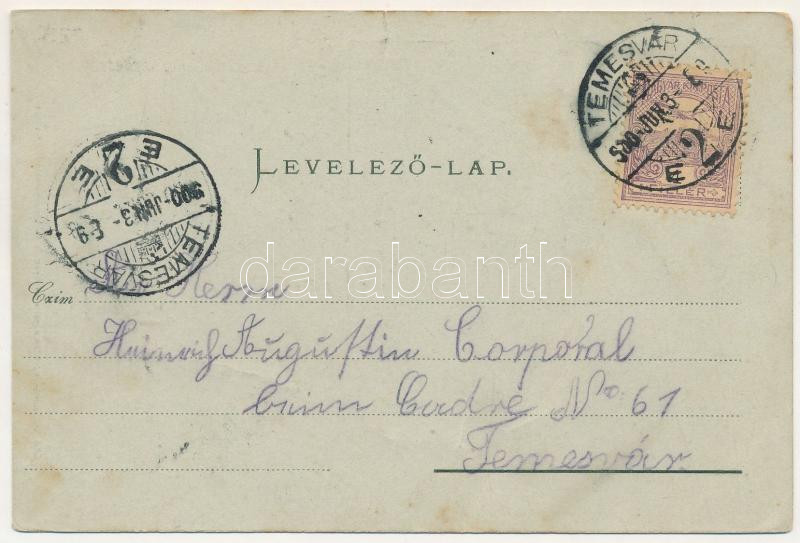 TEMESVÁR
900-JUN.3-
E 2 E
LEVELEZŐ-LAP.
TEMESVÁR
900-JUN.3-E9
E 2 E
darabanth
Czim Herrn
Heinrich Augustin Corporal
beim Cadre No 61
Temesvár